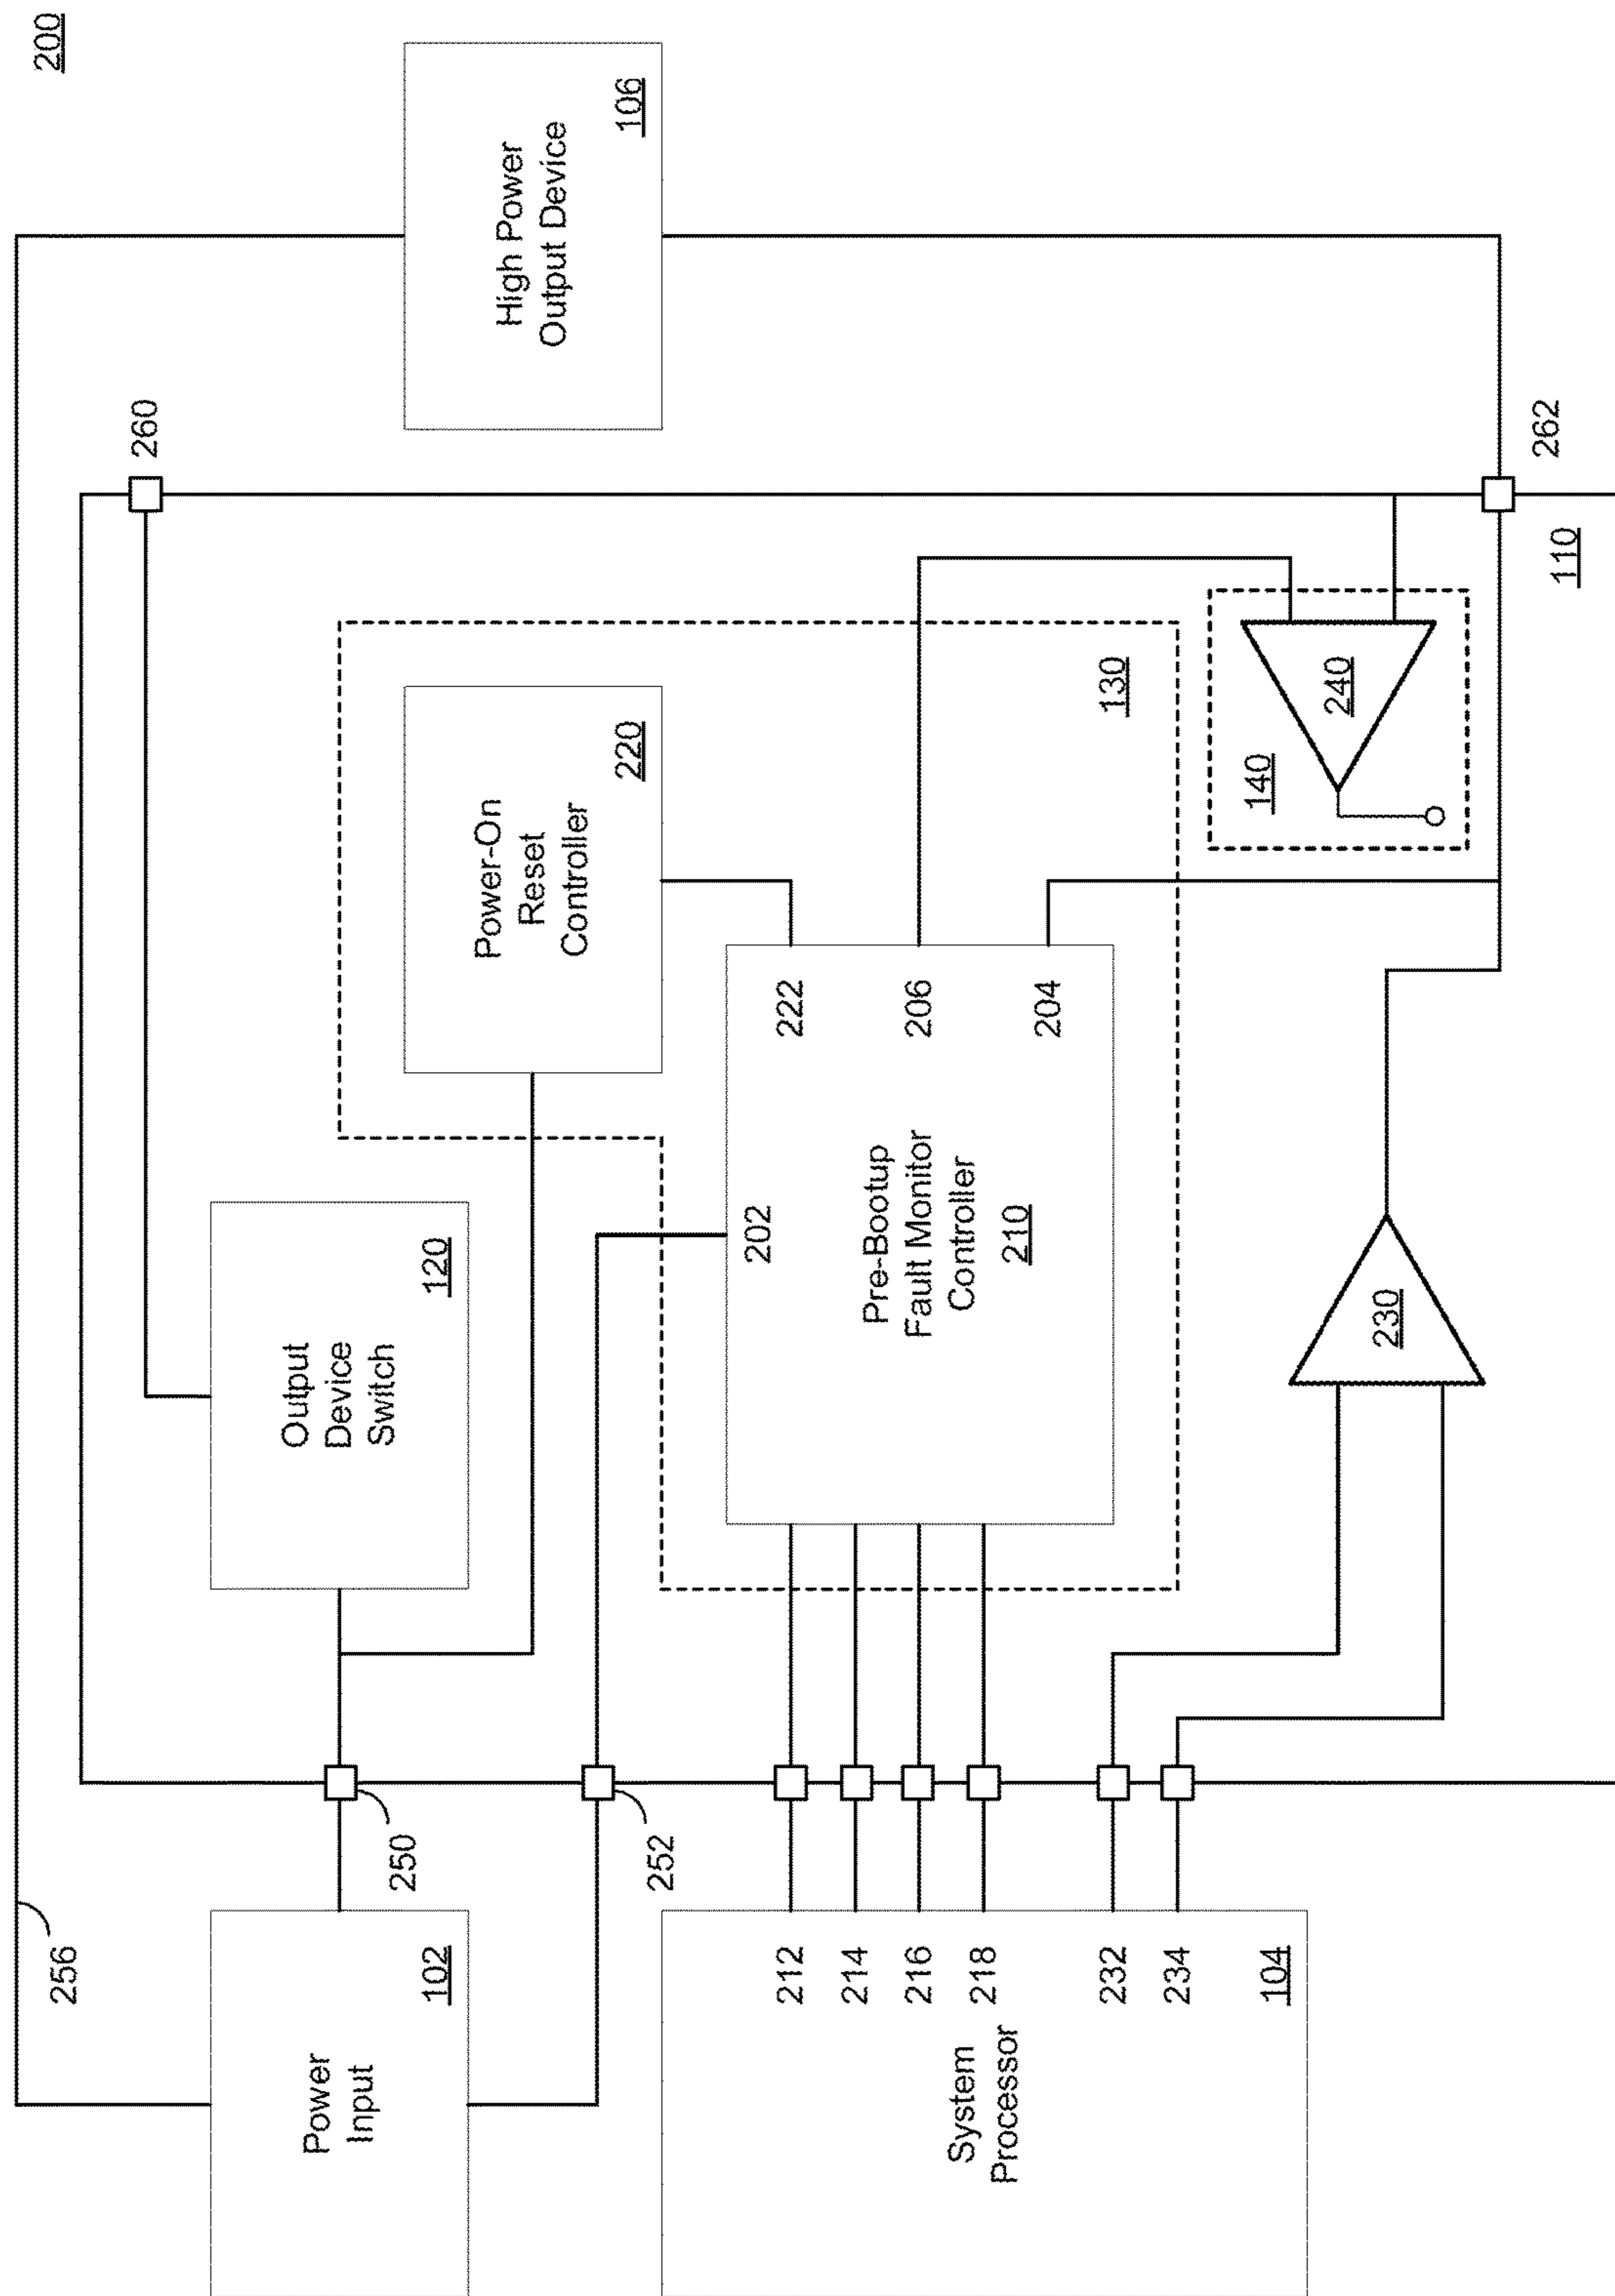 200
256
Power
Input
102
250
252
Output
Device
Switch
120
260
High Power
Output Device
106
Power-On
Reset
Controller
220
130
System
Processor
104
212
214
216
218
232
234
202
222
206
204
Pre-Bootup
Fault Monitor
Controller
210
230
140
240
110
262